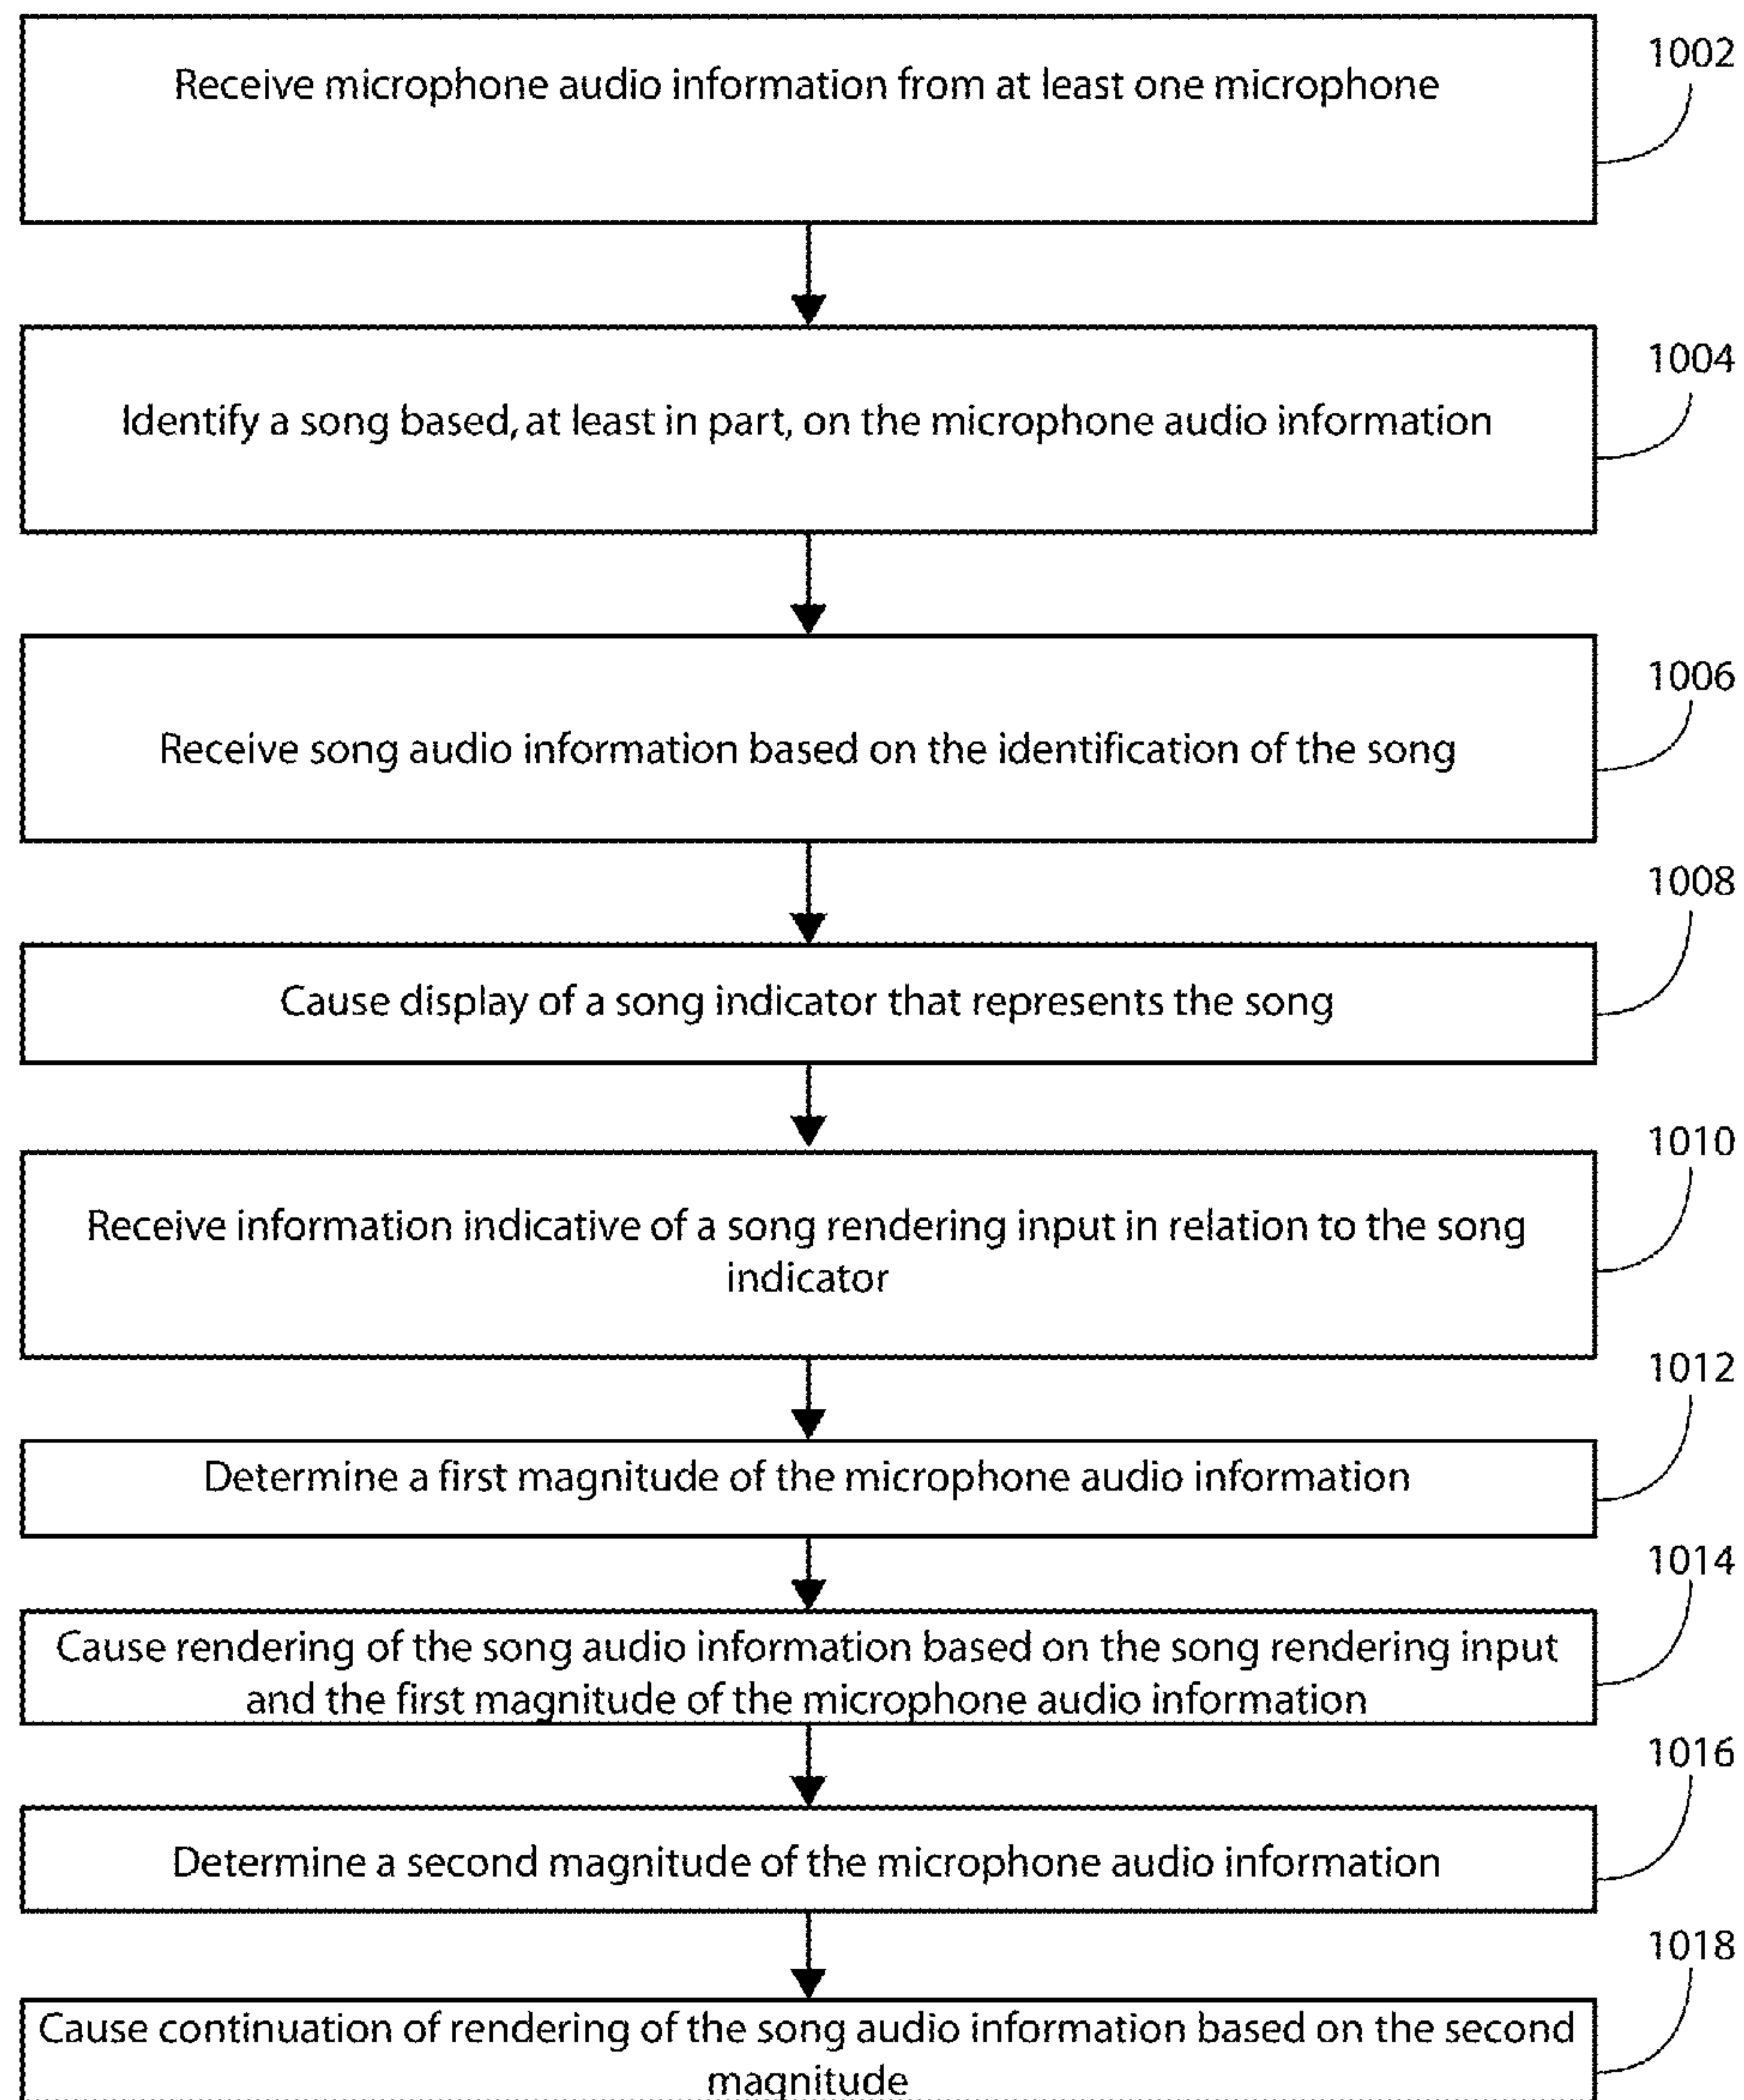 Receive microphone audio information from at least one microphone
1002
Identify a song based, at least in part, on the microphone audio information
1004
Receive song audio information based on the identification of the song
1006
Cause display of a song indicator that represents the song
1008
Receive information indicative of a song rendering input in relation to the song
indicator
1010
Determine a first magnitude of the microphone audio information
1012
Cause rendering of the song audio information based on the song rendering input
and the first magnitude of the microphone audio information
1014
Determine a second magnitude of the microphone audio information
1016
Cause continuation of rendering of the song audio information based on the second
magnitude
1018